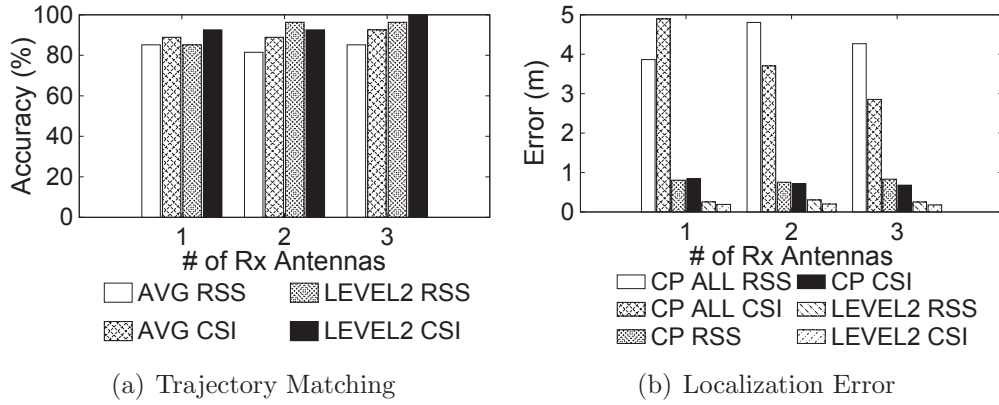 100
80
60
40
20
0
Accuracy (%)
1 2 3
# of Rx Antennas
AVG RSS LEVEL2 RSS
AVG CSI LEVEL2 CSI
(a) Trajectory Matching
5
4
3
2
1
0
Error (m)
1 2 3
# of Rx Antennas
CP ALL RSS CP CSI
CP ALL CSI LEVEL2 RSS
CP RSS LEVEL2 CSI
(b) Localization Error